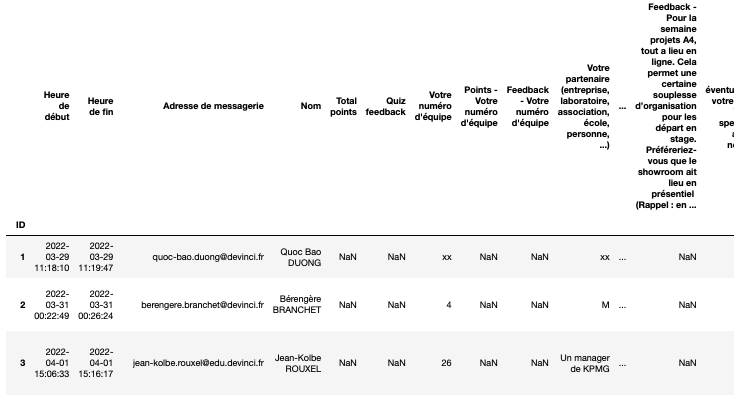 Heure de début
Heure de fin
Adresse de messagerie
Nom
Total points
Quiz feedback
Votre numéro d'équipe
Points - Votre numéro d'équipe
Feedback - Votre numéro d'équipe
Votre partenaire (entreprise, laboratoire, association, école, personne, ...)
...
Feedback - Pour la semaine projets A4, tout a lieu en ligne. Cela permet une certaine souplesse d'organisation pour les départ en stage. Préféreriez-vous que le showroom ait lieu en présentiel (Rappel : en ...
ID
1 2022-03-29 11:18:10 2022-03-29 11:19:47 quoc-bao.duong@devinci.fr Quoc Bao DUONG NaN NaN xx NaN NaN xx ... NaN
2 2022-03-31 00:22:49 2022-03-31 00:26:24 berengere.branchet@devinci.fr Bérengère BRANCHET NaN NaN 4 NaN NaN M ... NaN
3 2022-04-01 15:06:33 2022-04-01 15:16:17 jean-kolbe.rouxel@edu.devinci.fr Jean-Kolbe ROUXEL NaN NaN 26 NaN NaN Un manager de KPMG ... NaN